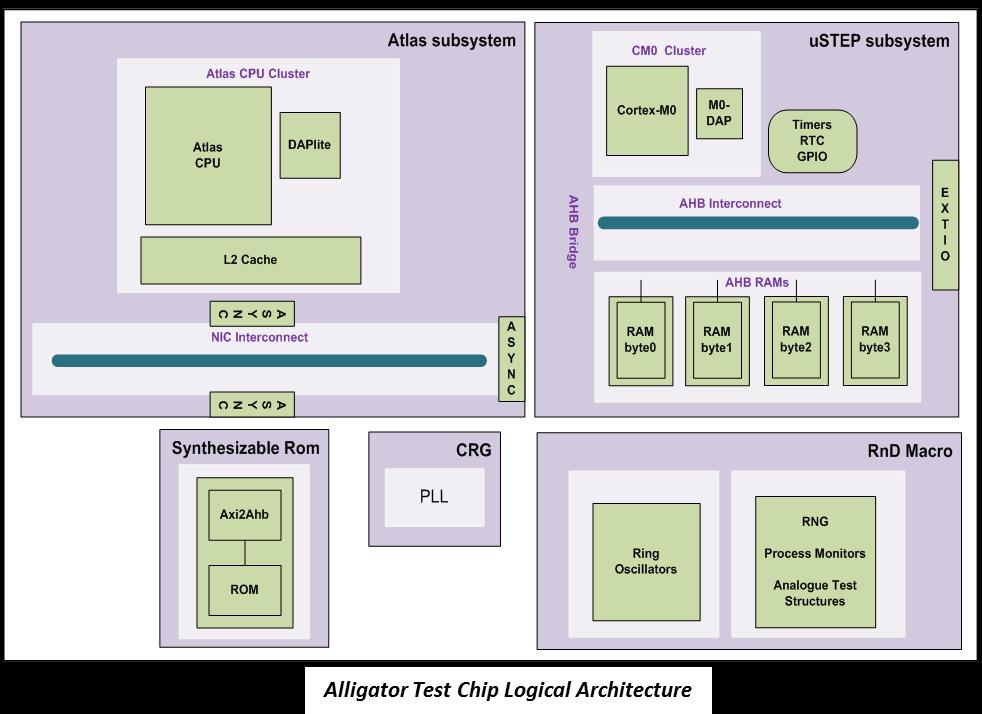 Atlas subsystem
Atlas CPU Cluster
Atlas
CPU
DAPlite
L2 Cache
ASYNC
NIC Interconnect
ASYNC
ASYNC
uSTEP subsystem
CM0 Cluster
Cortex-M0
M0-
DAP
Timers
RTC
GPIO
EXTIO
AHB Bridge
AHB Interconnect
AHB RAMs
RAM
byte0
RAM
byte1
RAM
byte2
RAM
byte3
Synthesizable Rom
Axi2Ahb
ROM
CRG
PLL
RnD Macro
Ring
Oscillators
RNG
Process Monitors
Analogue Test
Structures
Alligator Test Chip Logical Architecture